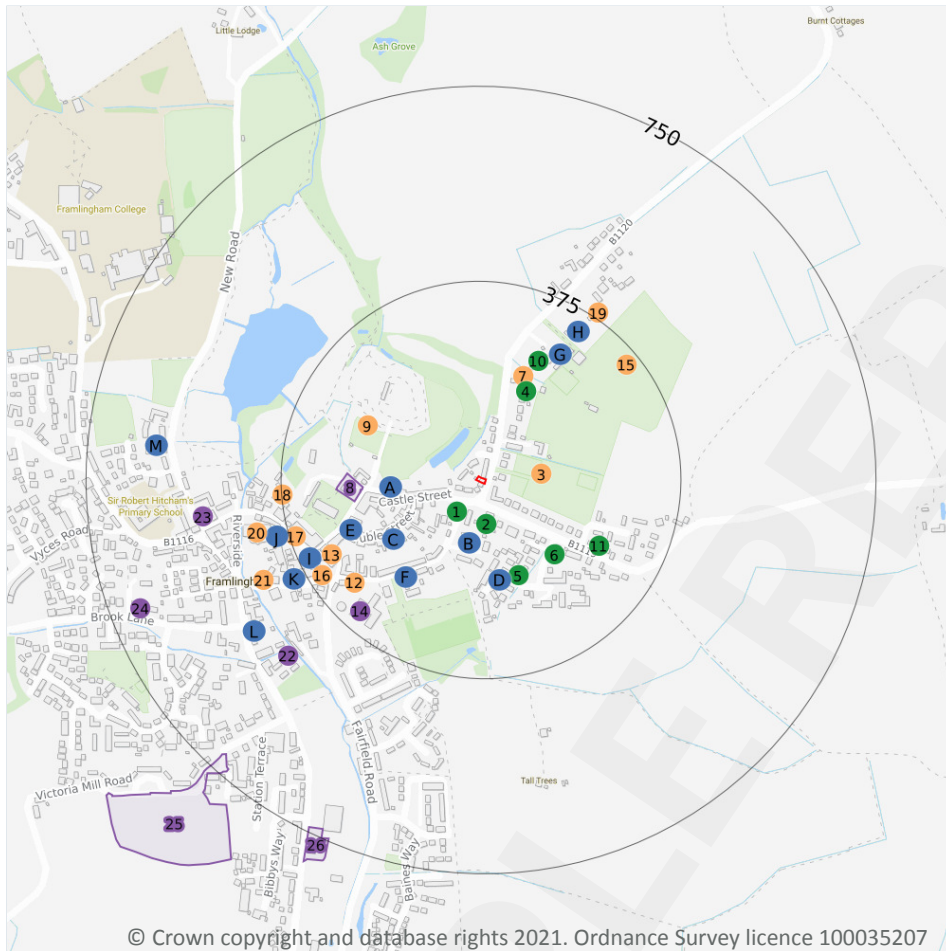 Burnt Cottages
Little Lodge
Ash Grove
750
Framlingham College
B1120
New Road
375
19
H
10
G
15
7
4
9
M
3
8
A
18
Castle Street
Sir Robert Hitcham's
Primary School
1
23
2
20
J
17
E
Riverside
Vyces Road
B1116
C
B
11
I
13
6
K
16
F
5
D
21
12
24
14
Brook Lane
L
22
Fairfield Road
Station Terrace
Tall Trees
Victoria Mill Road
25
26
Bibbys Way
Baines Way
© Crown copyright and database rights 2021. Ordnance Survey licence 100035207